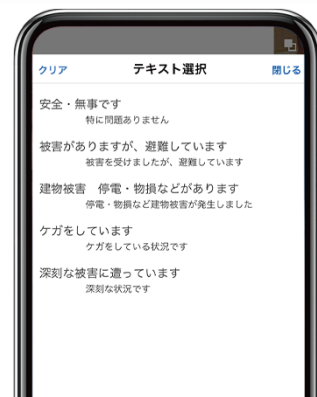 クリア　テキスト選択　閉じる
安全・無事です
特に問題ありません
被害がありますが、避難しています
被害を受けましたが、避難しています
建物被害　停電・物損などがあります
停電・物損など建物被害が発生しました
ケガをしています
ケガをしている状況です
深刻な被害に遭っています
深刻な状況です